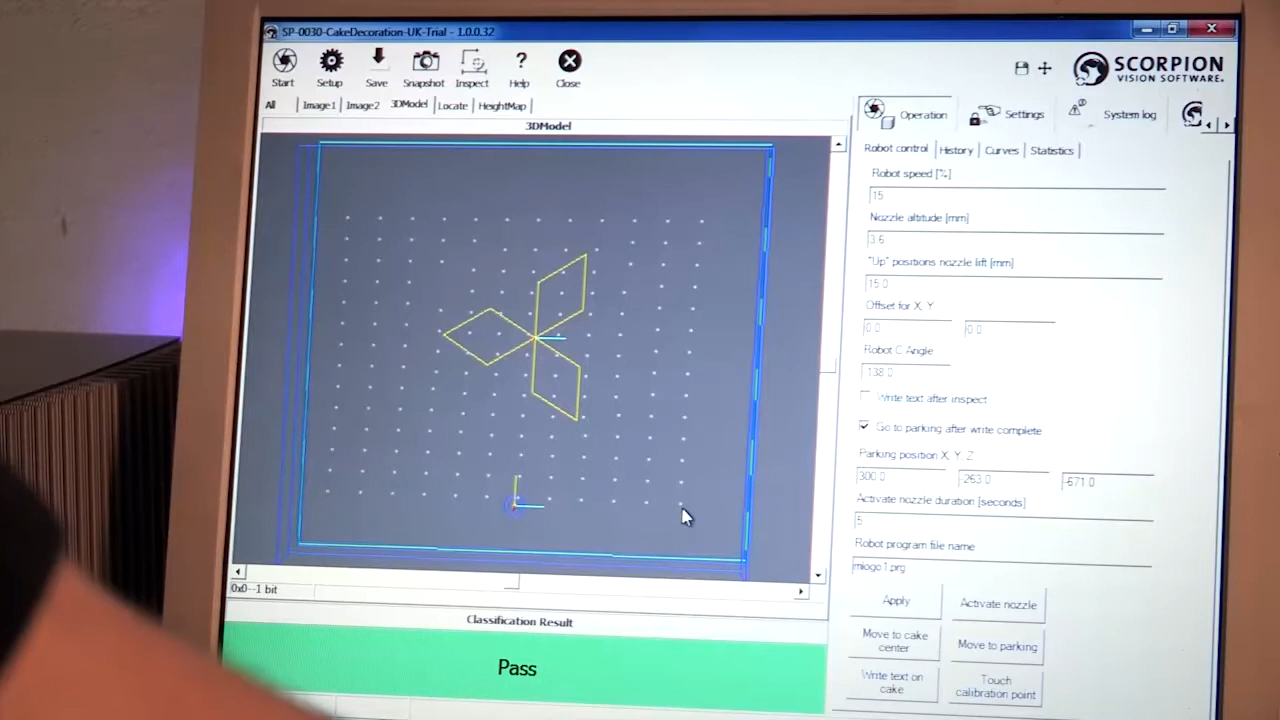 SP-0030-CakeDecoration-UK-Trial - 1.0.0.32
Start Setup Save Snapshot Inspect Help Close
SCORPION
VISION SOFTWARE.
All Image1 Image2 3DModel Locate HeightMap
3DModel
Operation Settings System log
Robot control History Curves Statistics
Robot speed [%]
15
Nozzle altitude [mm]
3.6
"Up" positions nozzle lift [mm]
15.0
Offset for X, Y
0.0 0.0
Robot C Angle
138.0
Write text after inspect
Go to parking after write complete
Parking position X, Y, Z
300.0 -263.0 -671.0
Activate nozzle duration [seconds]
5
Robot program file name
Apply Activate nozzle
Move to cake center Move to parking
Write text on cake Touch calibration point
0x0--1 bit
Classification Result
Pass